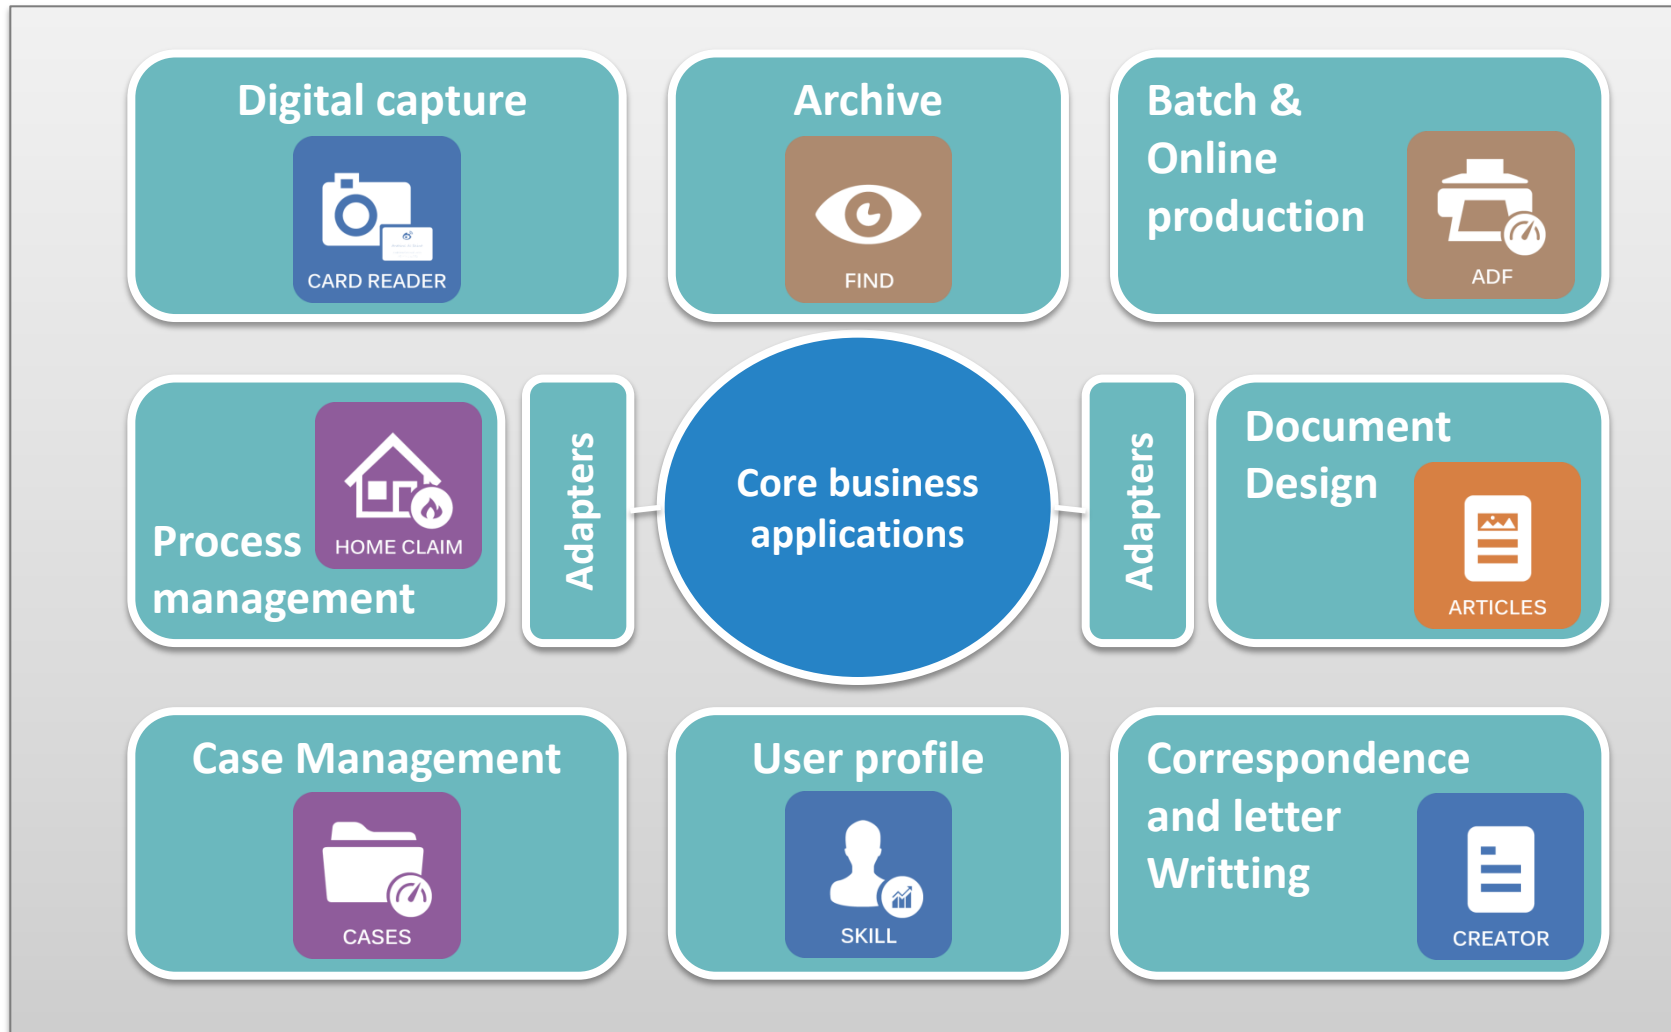 Digital capture
CARD READER
Archive
FIND
Batch &
Online
production
ADF
Process
management
HOME CLAIM
Adapters
Core business
applications
Adapters
Document
Design
ARTICLES
Case Management
CASES
User profile
SKILL
Correspondence
and letter
Writting
CREATOR